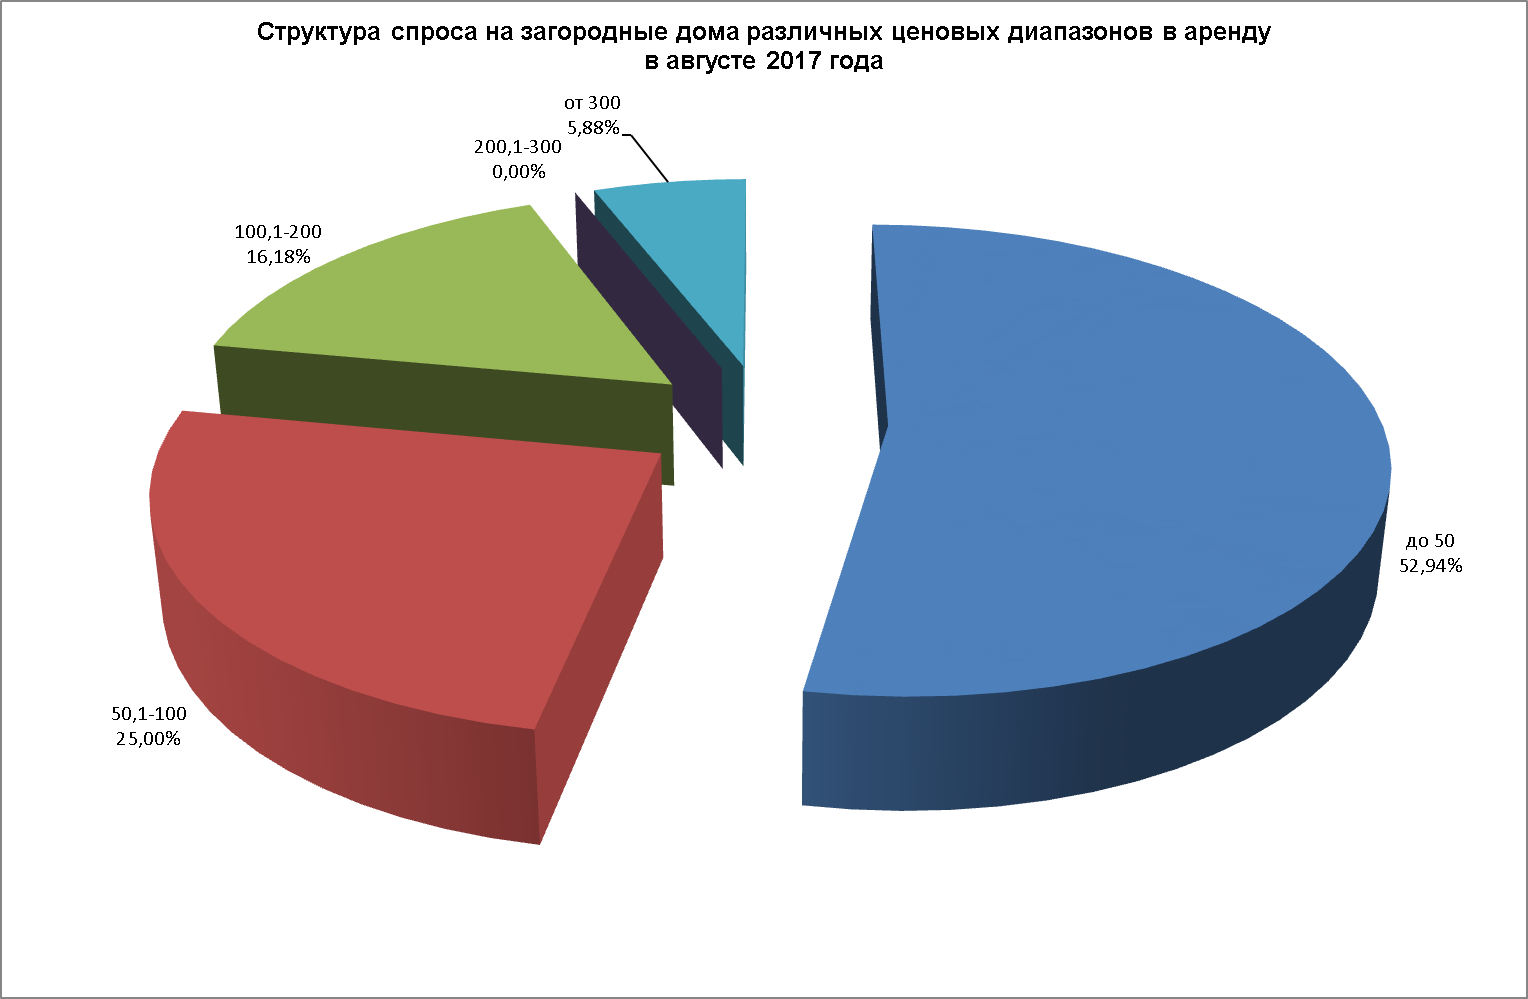 Структура спроса на загородные дома различных ценовых диапазонов в аренду
в августе 2017 года
от 300
5,88%
200,1-300
0,00%
100,1-200
16,18%
до 50
52,94%
50,1-100
25,00%